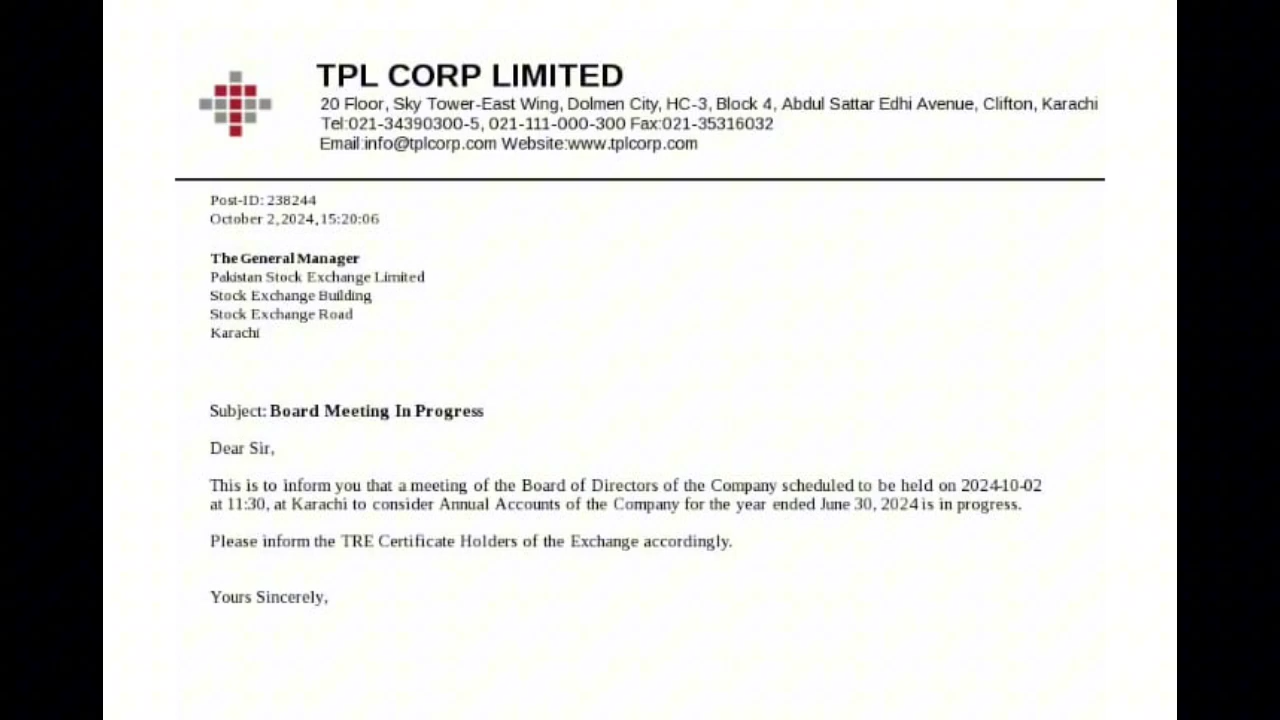 TPL CORP LIMITED
20 Floor, Sky Tower-East Wing, Dolmen City, HC-3, Block 4, Abdul Sattar Edhi Avenue, Clifton, Karachi
Tel:021-34390300-5, 021-111-000-300 Fax:021-35316032
Email:info@tplcorp.com Website:www.tplcorp.com
Post-ID: 238244
October 2,2024,15:20:06
The General Manager
Pakistan Stock Exchange Limited
Stock Exchange Building
Stock Exchange Road
Karachi
Subject: Board Meeting In Progress
Dear Sir,
This is to inform you that a meeting of the Board of Directors of the Company scheduled to be held on 2024-10-02
at 11:30, at Karachi to consider Annual Accounts of the Company for the year ended June 30, 2024 is in progress.
Please inform the TRE Certificate Holders of the Exchange accordingly.
Yours Sincerely,